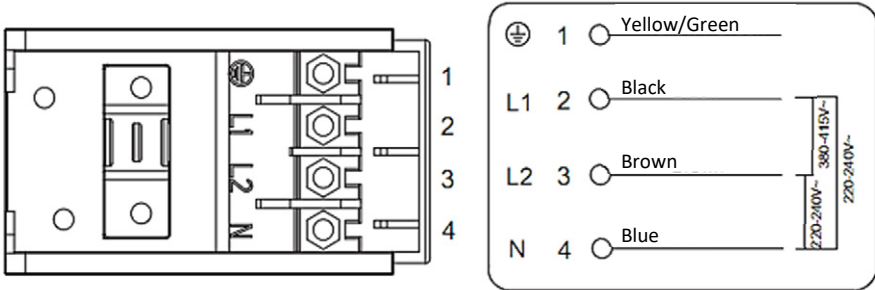 L1
L2
N
1
2
3
4
1 Yellow/Green
L1 2 Black
L2 3 Brown
N 4 Blue
220-240V~
380-415V~
220-240V~